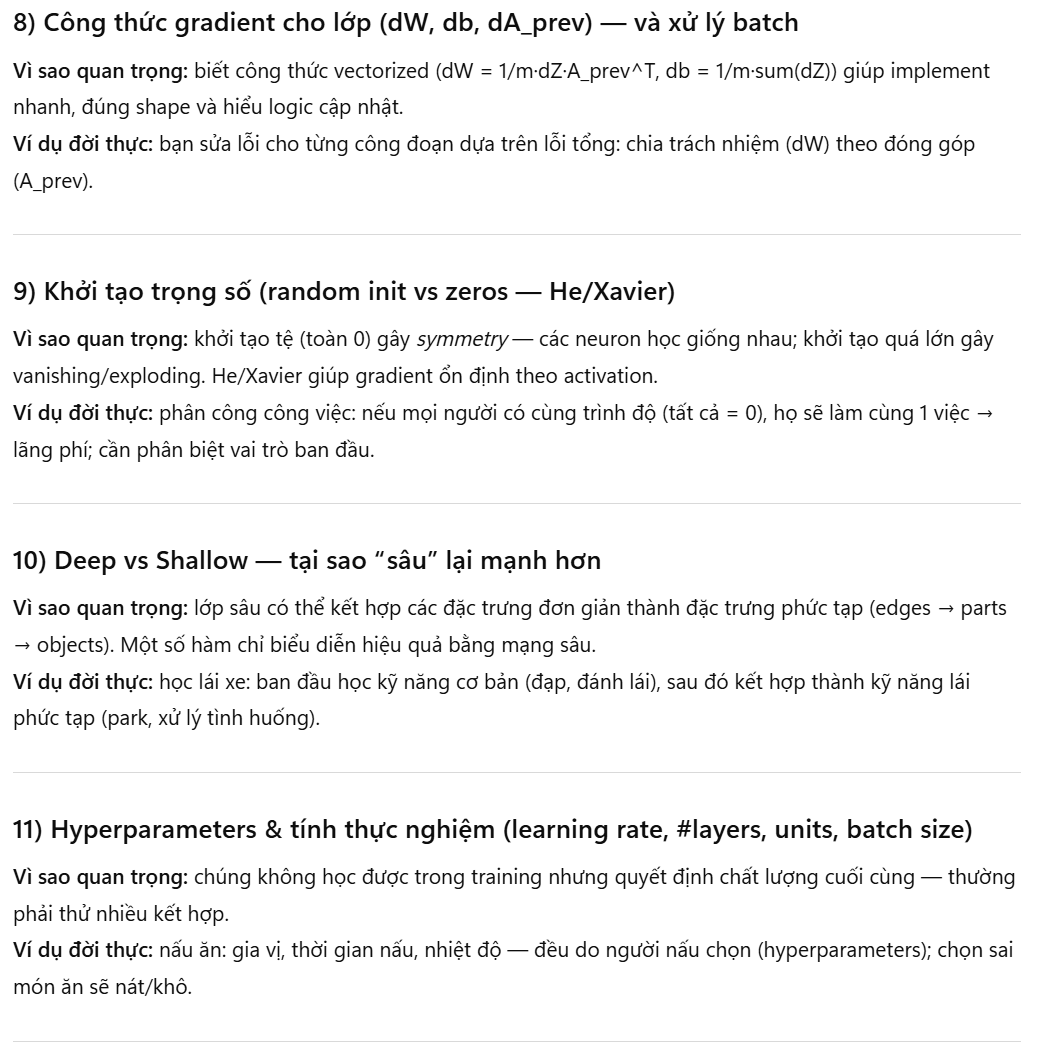 8) Công thức gradient cho lớp (dW, db, dA_prev) — và xử lý batch
Vì sao quan trọng: biết công thức vectorized (dW = 1/m·dZ·A_prev^T, db = 1/m·sum(dZ)) giúp implement
nhanh, đúng shape và hiểu logic cập nhật.
Ví dụ đời thực: bạn sửa lỗi cho từng công đoạn dựa trên lỗi tổng: chia trách nhiệm (dW) theo đóng góp
(A_prev).
9) Khởi tạo trọng số (random init vs zeros — He/Xavier)
Vì sao quan trọng: khởi tạo tệ (toàn 0) gây symmetry — các neuron học giống nhau; khởi tạo quá lớn gây
vanishing/exploding. He/Xavier giúp gradient ổn định theo activation.
Ví dụ đời thực: phân công công việc: nếu mọi người có cùng trình độ (tất cả = 0), họ sẽ làm cùng 1 việc →
lãng phí; cần phân biệt vai trò ban đầu.
10) Deep vs Shallow — tại sao “sâu” lại mạnh hơn
Vì sao quan trọng: lớp sâu có thể kết hợp các đặc trưng đơn giản thành đặc trưng phức tạp (edges → parts
→ objects). Một số hàm chỉ biểu diễn hiệu quả bằng mạng sâu.
Ví dụ đời thực: học lái xe: ban đầu học kỹ năng cơ bản (đạp, đánh lái), sau đó kết hợp thành kỹ năng lái
phức tạp (park, xử lý tình huống).
11) Hyperparameters & tính thực nghiệm (learning rate, #layers, units, batch size)
Vì sao quan trọng: chúng không học được trong training nhưng quyết định chất lượng cuối cùng — thường
phải thử nhiều kết hợp.
Ví dụ đời thực: nấu ăn: gia vị, thời gian nấu, nhiệt độ — đều do người nấu chọn (hyperparameters); chọn sai
món ăn sẽ nát/khô.